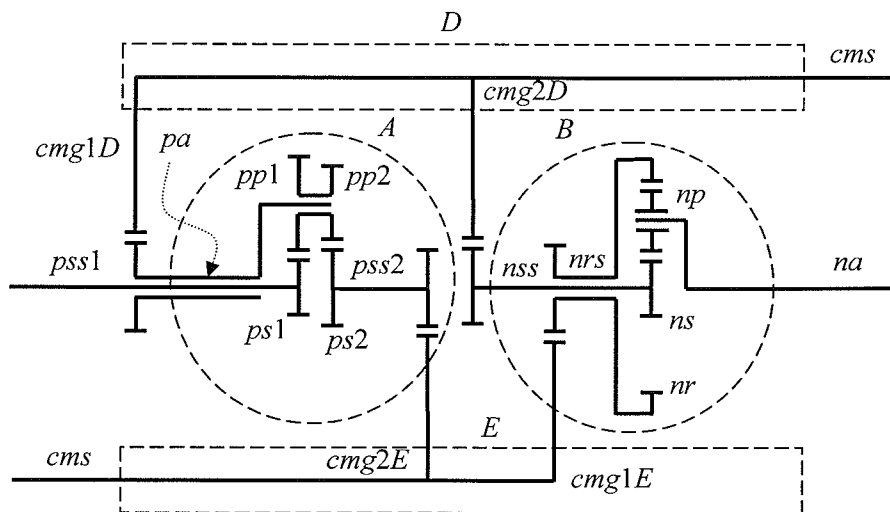 D
cms
cmg2D
A
B
cmg1D
pa
pp1
pp2
np
pss1
pss2
nss
nrs
na
ps1
ps2
ns
nr
E
cms
cmg2E
cmg1E